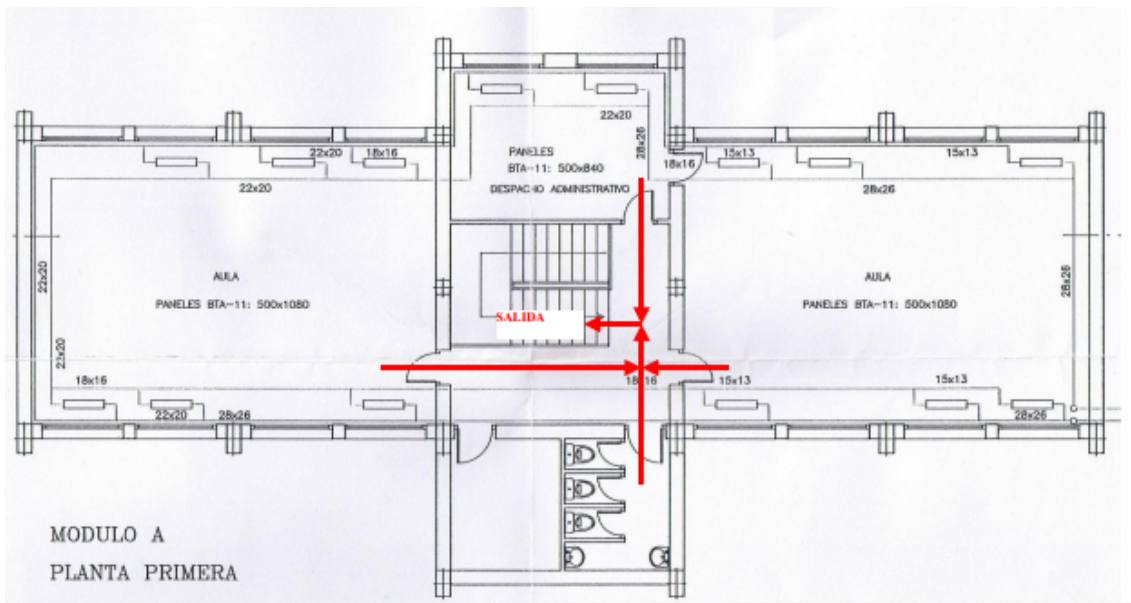 22x20
28x26
PANELES
BTA-11: 500x840
DESPACHO ADMINISTRATIVO
22x20
18x16
22x20
18x16
15x13
15x13
28x26
22x20
AULA
PANELES BTA-11: 500x1080
AULA
PANELES BTA-11: 500x1080
28x26
SALIDA
22x20
18x16
22x20
28x26
18x16
15x13
15x13
28x26
MODULO A
PLANTA PRIMERA